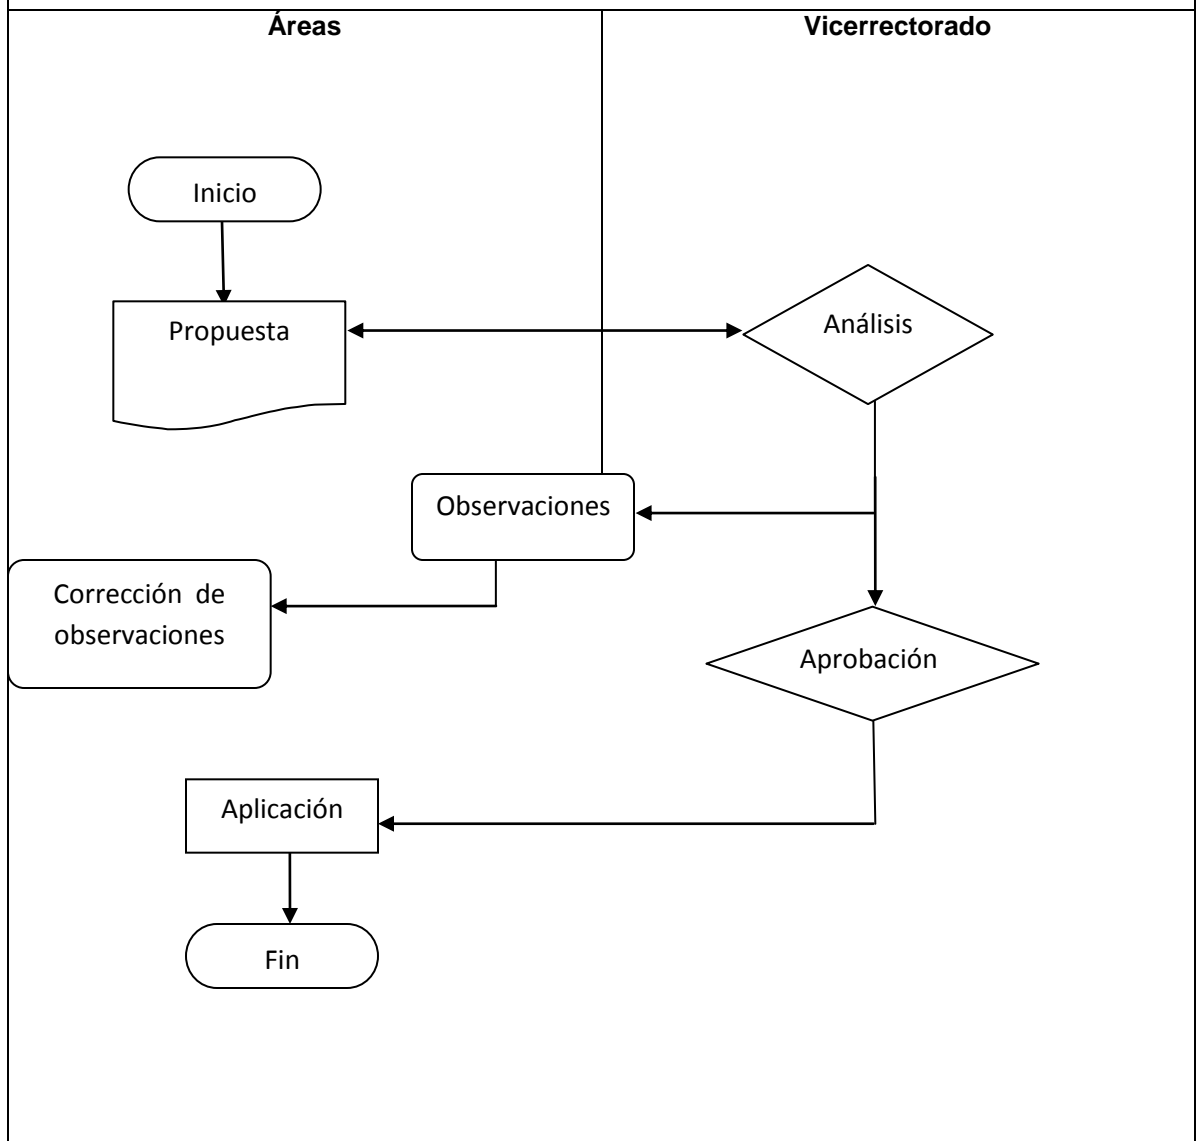 Áreas
Vicerrectorado
Inicio
Propuesta
Análisis
Observaciones
Corrección de
observaciones
Aprobación
Aplicación
Fin